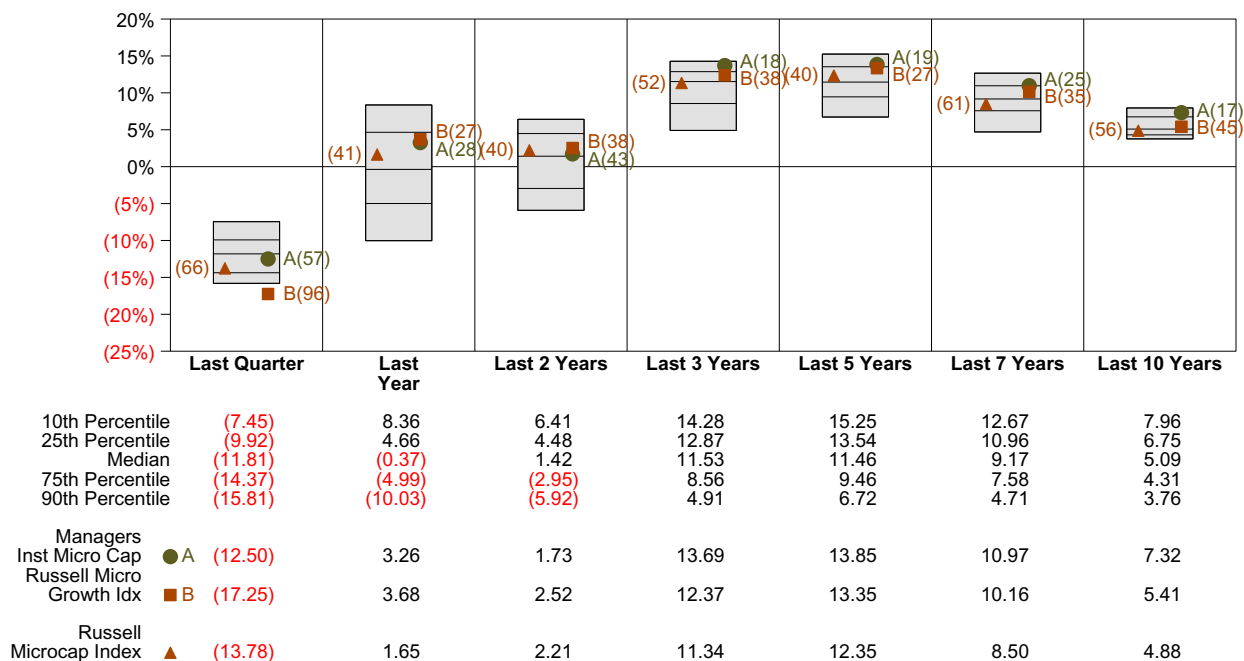 20%
15%
10%
5%
0%
(5%)
(10%)
(15%)
(20%)
(25%)
(66) A(57)
B(96)
(41) B(27)
A(28)
(40) B(38)
A(43)
(52) A(18)
B(38)
(40) A(19)
B(27)
(61) A(25)
B(35)
(56) A(17)
B(45)
Last Quarter Last Last 2 Years Last 3 Years Last 5 Years Last 7 Years Last 10 Years
Year
10th Percentile (7.45) 8.36 6.41 14.28 15.25 12.67 7.96
25th Percentile (9.92) 4.66 4.48 12.87 13.54 10.96 6.75
Median (11.81) (0.37) 1.42 11.53 11.46 9.17 5.09
75th Percentile (14.37) (4.99) (2.95) 8.56 9.46 7.58 4.31
90th Percentile (15.81) (10.03) (5.92) 4.91 6.72 4.71 3.76
Managers
Inst Micro Cap A (12.50) 3.26 1.73 13.69 13.85 10.97 7.32
Russell Micro
Growth Idx B (17.25) 3.68 2.52 12.37 13.35 10.16 5.41
Russell
Microcap Index (13.78) 1.65 2.21 11.34 12.35 8.50 4.88